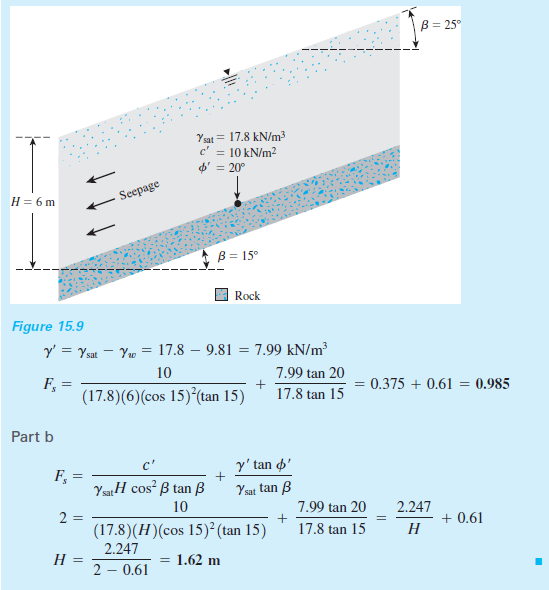 β = 25°
γsat = 17.8 kN/m³
c′ = 10 kN/m²
ϕ′ = 20°
Seepage
H = 6 m
β = 15°
Rock
Figure 15.9
γ′ = γsat − γw = 17.8 − 9.81 = 7.99 kN/m³
Fs = 10 / (17.8)(6)(cos 15)²(tan 15) + 7.99 tan 20 / 17.8 tan 15 = 0.375 + 0.61 = 0.985
Part b
Fs = c′ / γsat H cos² β tan β + γ′ tan ϕ′ / γsat tan β
2 = 10 / (17.8)(H)(cos 15)²(tan 15) + 7.99 tan 20 / 17.8 tan 15 = 2.247 / H + 0.61
H = 2.247 / 2 − 0.61 = 1.62 m